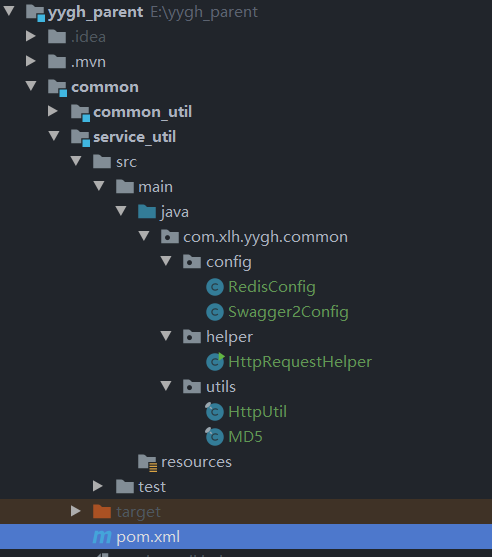 yygh_parent E:\yygh_parent
.idea
.mvn
common
common_util
service_util
src
main
java
com.xlh.yygh.common
config
RedisConfig
Swagger2Config
helper
HttpRequestHelper
utils
HttpUtil
MD5
resources
test
target
pom.xml